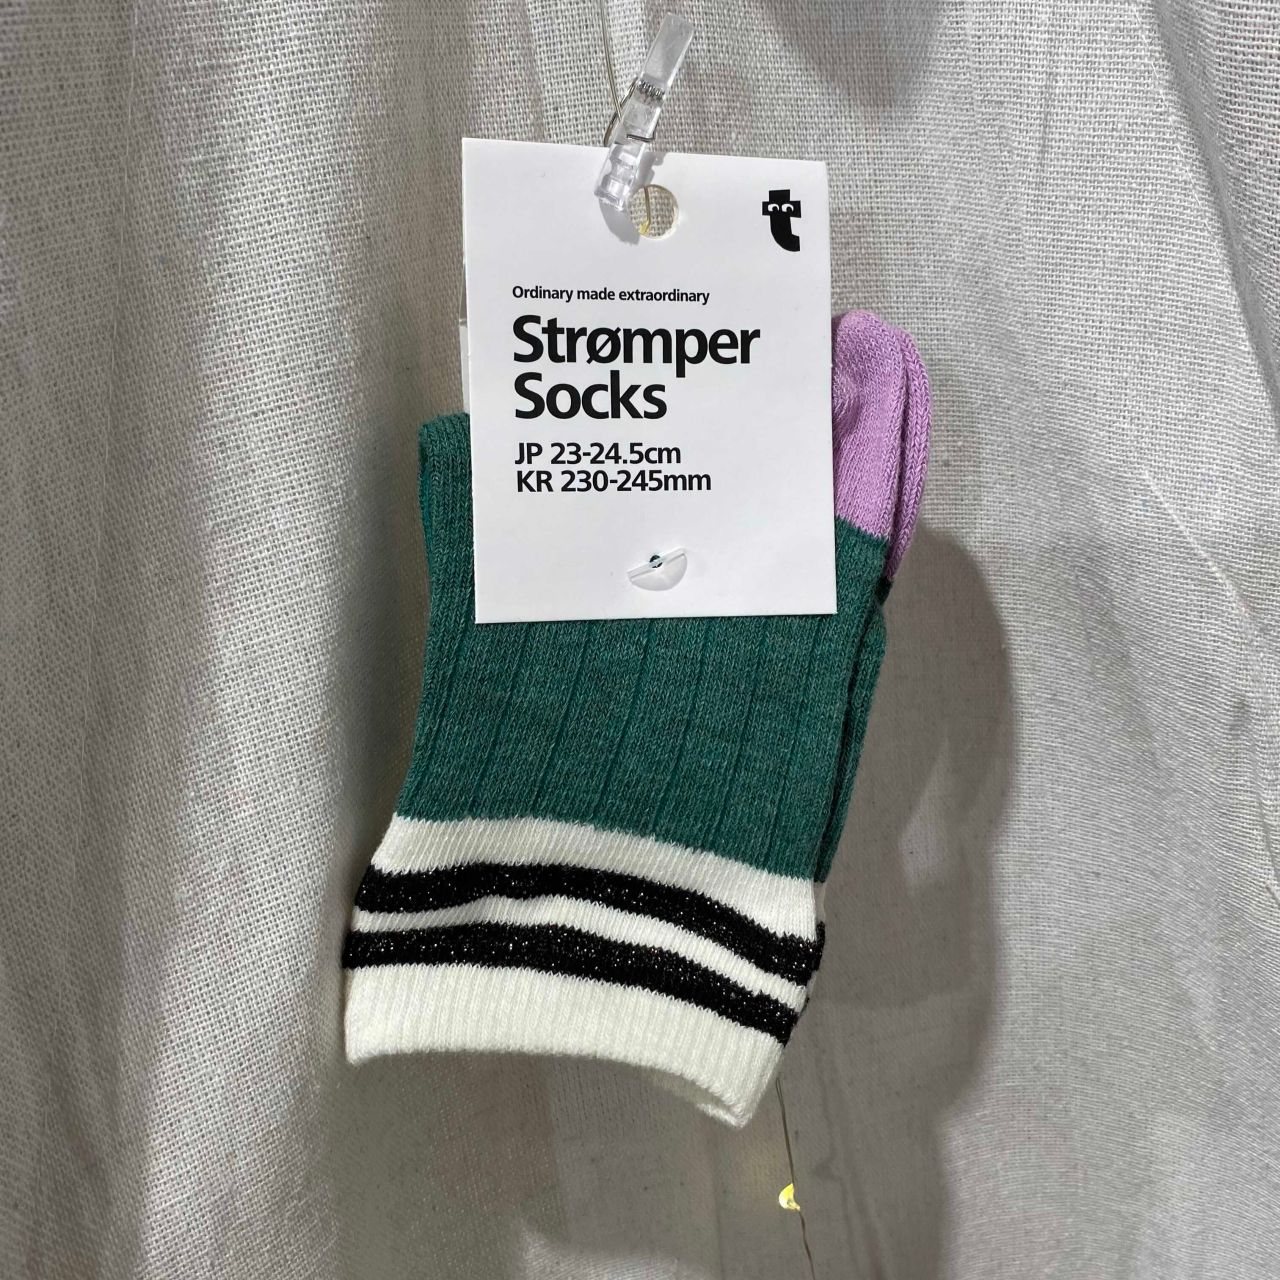 t
Ordinary made extraordinary
Strømper
Socks
JP 23-24.5cm
KR 230-245mm